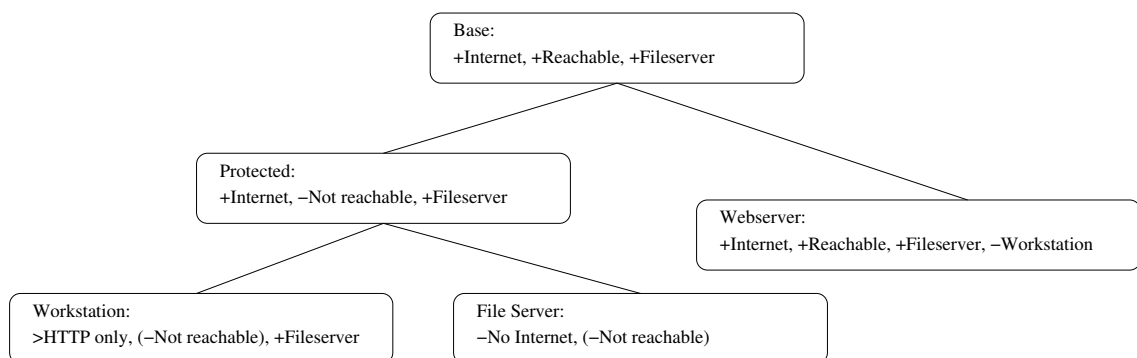 Base:
+Internet, +Reachable, +Fileserver
Protected:
+Internet, −Not reachable, +Fileserver
Webserver:
+Internet, +Reachable, +Fileserver, −Workstation
Workstation:
>HTTP only, (−Not reachable), +Fileserver
File Server:
−No Internet, (−Not reachable)